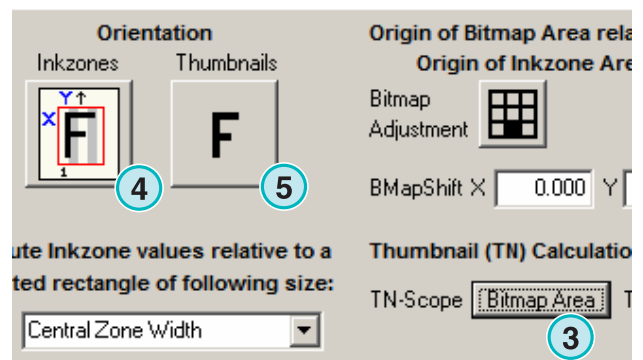 Orientation
Inkzones Thumbnails
Y↑
X F
1
F
4
5
Origin of Bitmap Area rela
Origin of Inkzone Are
Bitmap
Adjustment
BMapShift X 0.000 Y
ute Inkzone values relative to a
ted rectangle of following size:
Central Zone Width
Thumbnail (TN) Calculatio
TN-Scope Bitmap Area T
3